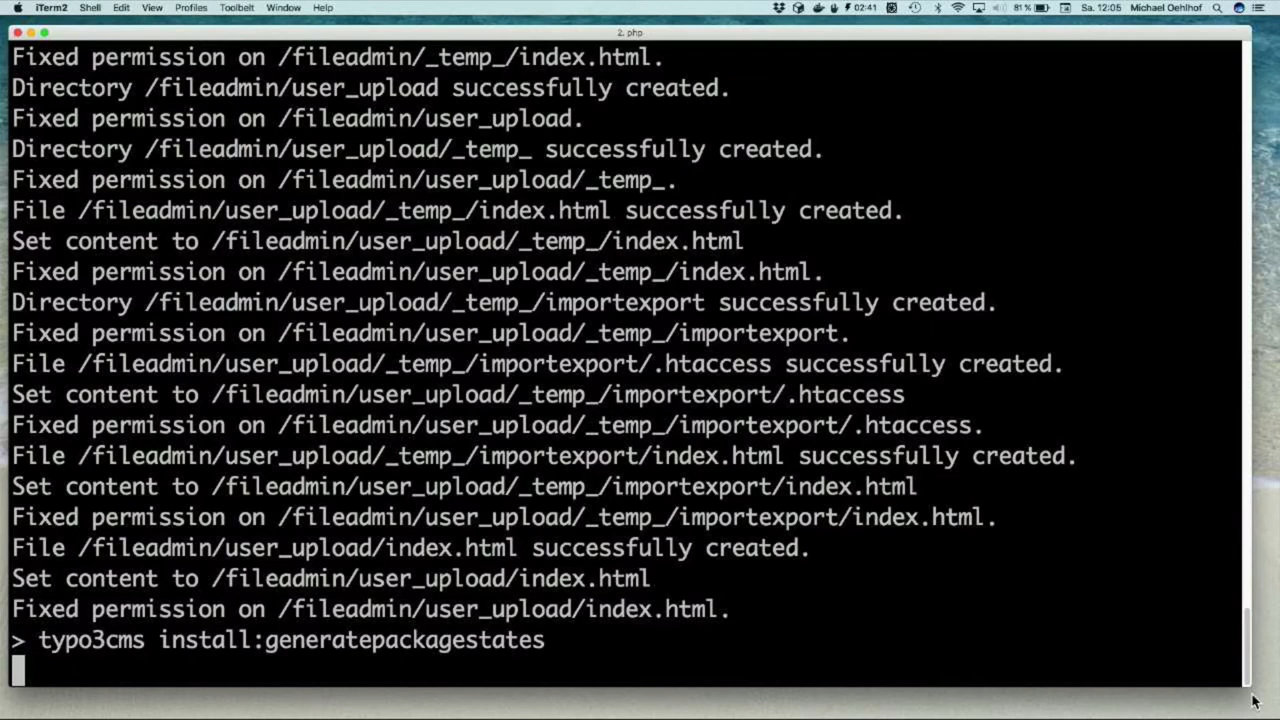 iTerm2 Shell Edit View Profiles Toolbelt Window Help 02:41 81% Sa. 12:05 Michael Oehlhof
2. php
Fixed permission on /fileadmin/_temp_/index.html.
Directory /fileadmin/user_upload successfully created.
Fixed permission on /fileadmin/user_upload.
Directory /fileadmin/user_upload/_temp_ successfully created.
Fixed permission on /fileadmin/user_upload/_temp_.
File /fileadmin/user_upload/_temp_/index.html successfully created.
Set content to /fileadmin/user_upload/_temp_/index.html
Fixed permission on /fileadmin/user_upload/_temp_/index.html.
Directory /fileadmin/user_upload/_temp_/importexport successfully created.
Fixed permission on /fileadmin/user_upload/_temp_/importexport.
File /fileadmin/user_upload/_temp_/importexport/.htaccess successfully created.
Set content to /fileadmin/user_upload/_temp_/importexport/.htaccess
Fixed permission on /fileadmin/user_upload/_temp_/importexport/.htaccess.
File /fileadmin/user_upload/_temp_/importexport/index.html successfully created.
Set content to /fileadmin/user_upload/_temp_/importexport/index.html
Fixed permission on /fileadmin/user_upload/_temp_/importexport/index.html.
File /fileadmin/user_upload/index.html successfully created.
Set content to /fileadmin/user_upload/index.html
Fixed permission on /fileadmin/user_upload/index.html.
> typo3cms install:generatepackagestates